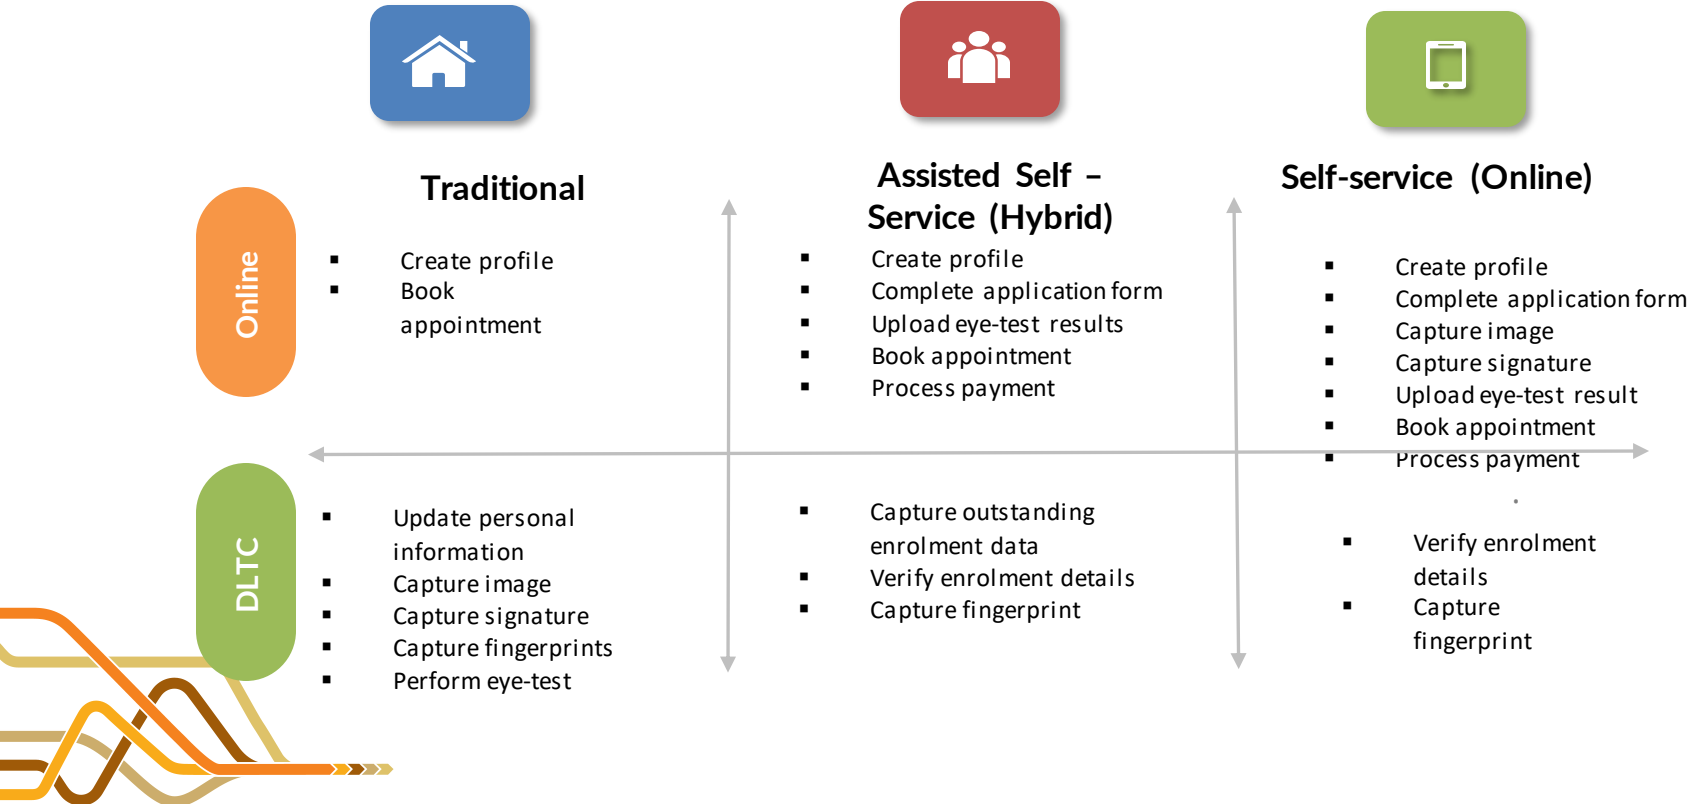 Traditional
Assisted Self –
Service (Hybrid)
Self-service (Online)
Online
Create profile
Book
appointment
Create profile
Complete application form
Upload eye-test results
Book appointment
Process payment
Create profile
Complete application form
Capture image
Capture signature
Upload eye-test result
Book appointment
Process payment
DLTC
Update personal
information
Capture image
Capture signature
Capture fingerprints
Perform eye-test
Capture outstanding
enrolment data
Verify enrolment details
Capture fingerprint
Verify enrolment
details
Capture
fingerprint